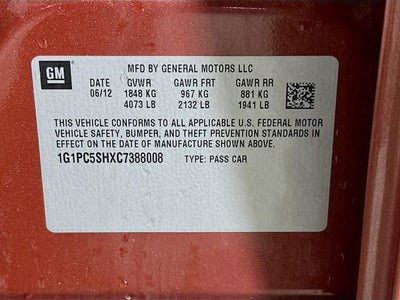 GM
MFD BY GENERAL MOTORS LLC
DATE GVWR GAWR FRT GAWR RR
06/12 1848 KG 967 KG 881 KG
4073 LB 2132 LB 1941 LB
THIS VEHICLE CONFORMS TO ALL APPLICABLE U.S. FEDERAL MOTOR
VEHICLE SAFETY, BUMPER, AND THEFT PREVENTION STANDARDS IN
EFFECT ON THE DATE OF MANUFACTURE SHOWN ABOVE.
1G1PC5SHXC7388008 TYPE: PASS CAR